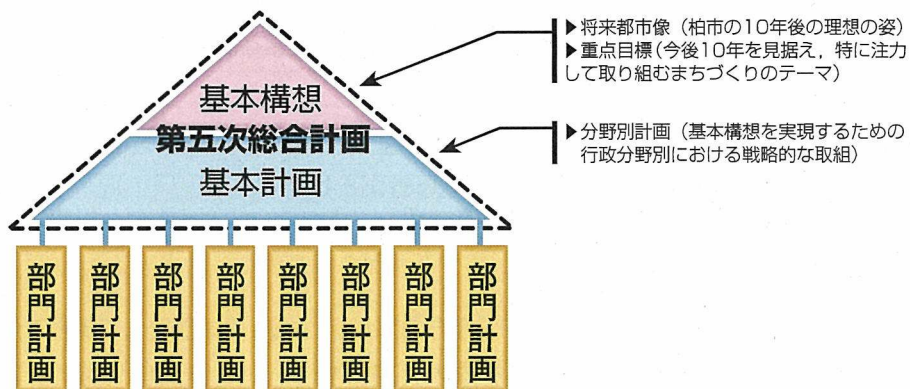 ▶将来都市像（柏市の10年後の理想の姿）
▶重点目標（今後10年を見据え，特に注力
して取り組むまちづくりのテーマ）
基本構想
第五次総合計画
基本計画
▶分野別計画（基本構想を実現するための
行政分野別における戦略的な取組）
部門計画
部門計画
部門計画
部門計画
部門計画
部門計画
部門計画
部門計画